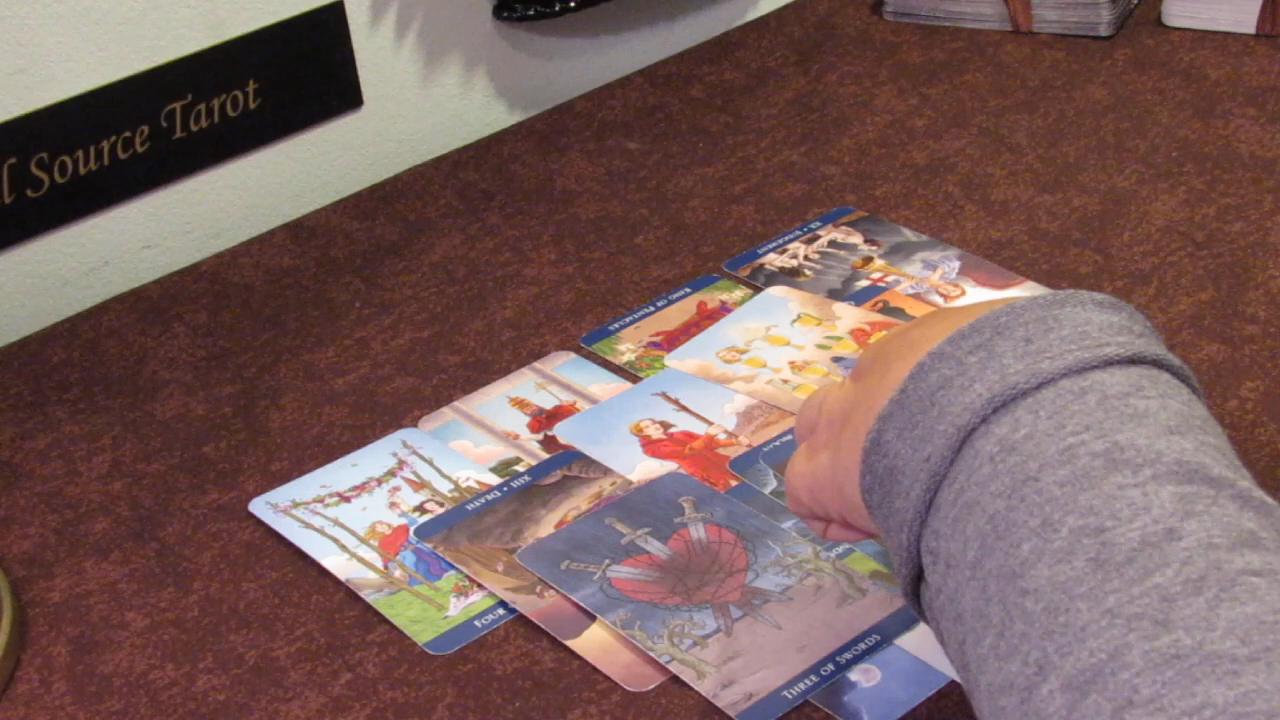 l Source Tarot
XX • JUDGEMENT
KING OF PENTACLES
XIII • DEATH
FOUR
THREE OF SWORDS